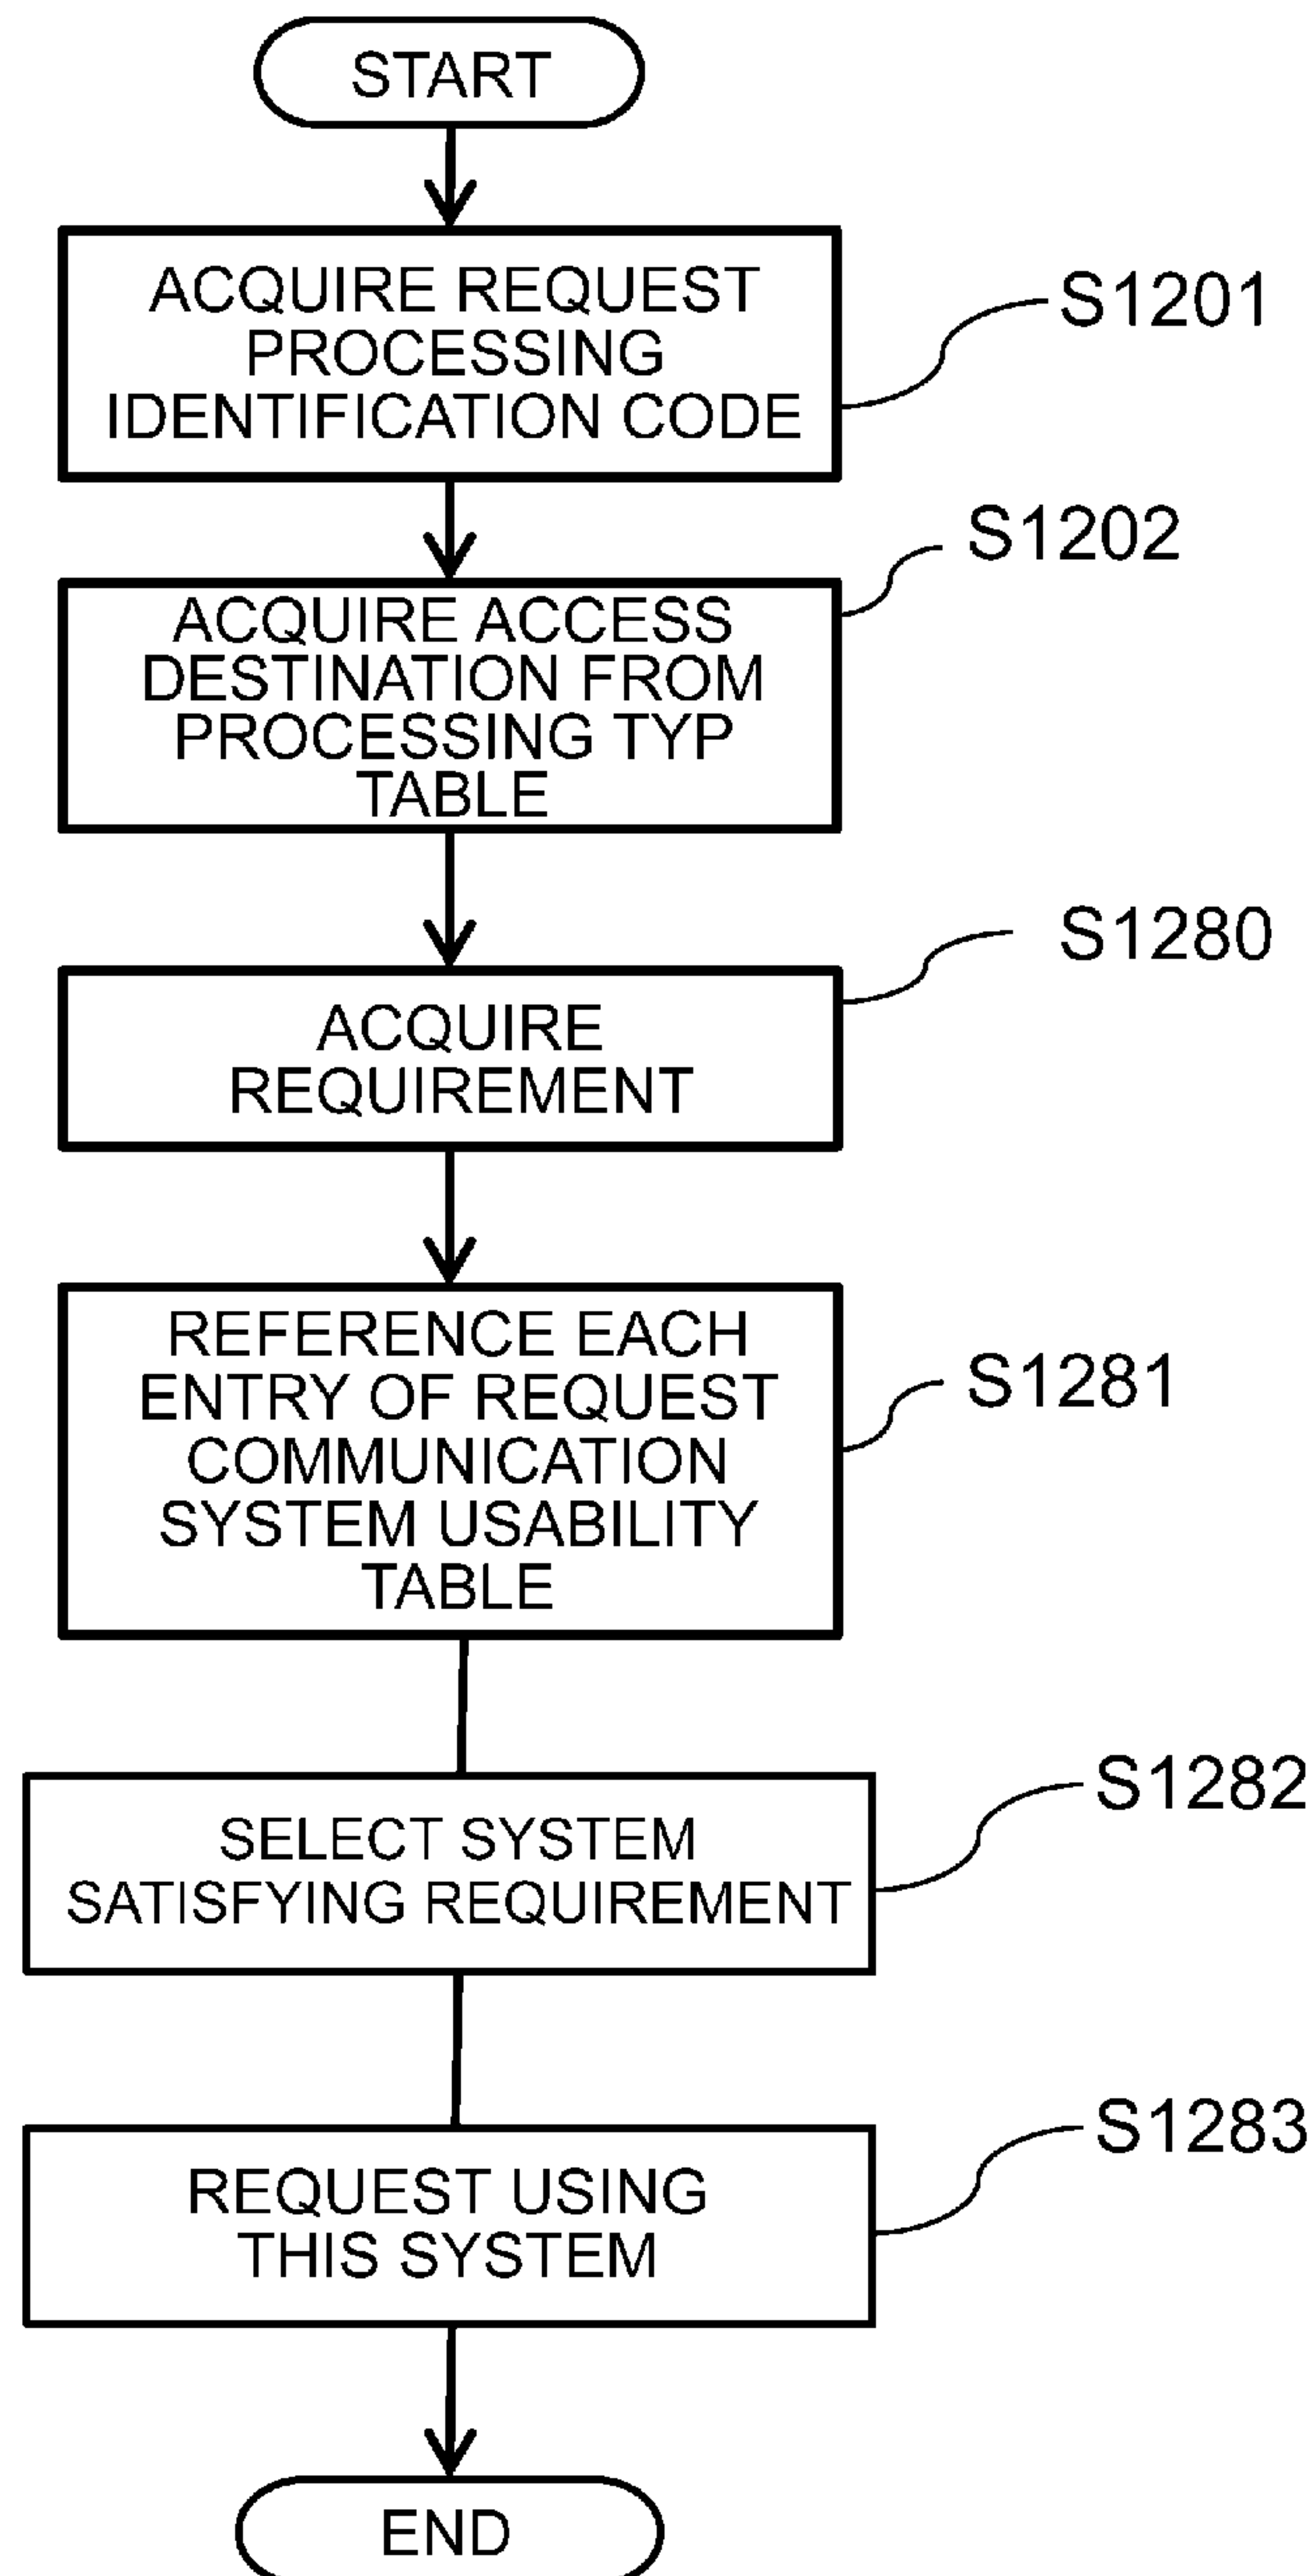 START
ACQUIRE REQUEST
PROCESSING
IDENTIFICATION CODE
S1201
ACQUIRE ACCESS
DESTINATION FROM
PROCESSING TYP
TABLE
S1202
ACQUIRE
REQUIREMENT
S1280
REFERENCE EACH
ENTRY OF REQUEST
COMMUNICATION
SYSTEM USABILITY
TABLE
S1281
SELECT SYSTEM
SATISFYING REQUIREMENT
S1282
REQUEST USING
THIS SYSTEM
S1283
END